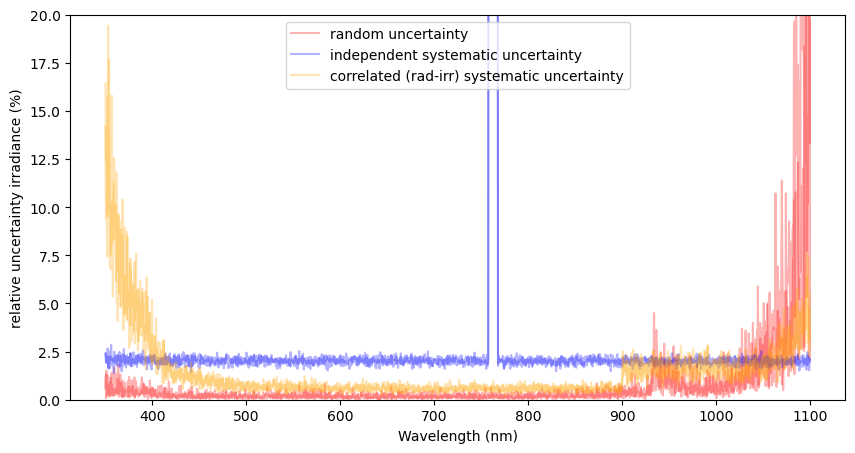 random uncertainty
independent systematic uncertainty
correlated (rad-irr) systematic uncertainty
relative uncertainty irradiance (%)
20.0
17.5
15.0
12.5
10.0
7.5
5.0
2.5
0.0
400 500 600 700 800 900 1000 1100
Wavelength (nm)